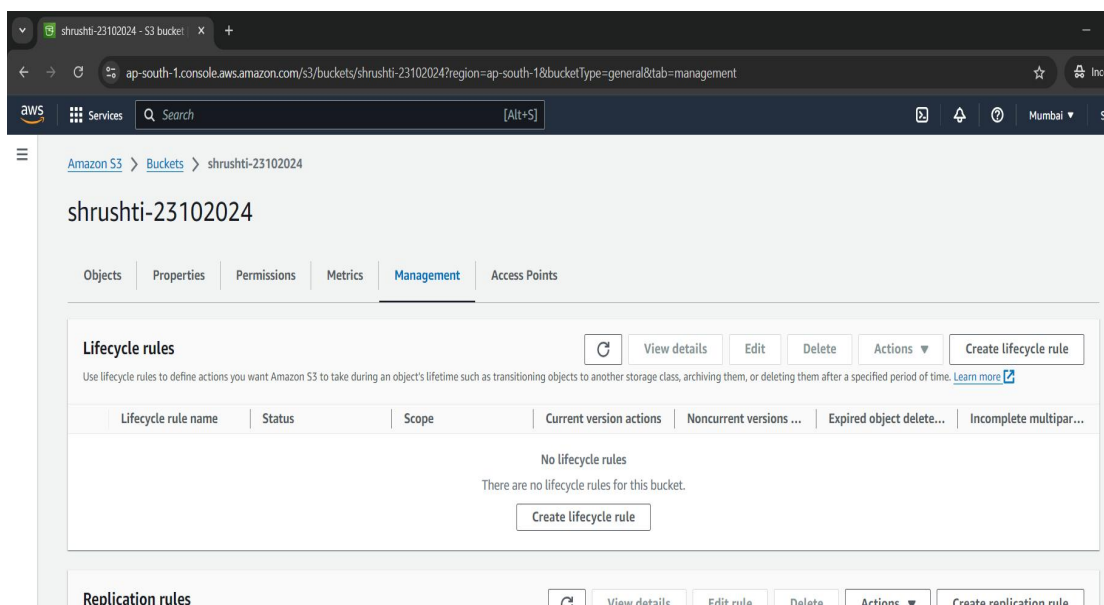 shrushti-23102024 - S3 bucket
ap-south-1.console.aws.amazon.com/s3/buckets/shrushti-23102024?region=ap-south-1&bucketType=general&tab=management
aws Services Search [Alt+S] Mumbai
Amazon S3 > Buckets > shrushti-23102024
shrushti-23102024
Objects Properties Permissions Metrics Management Access Points
Lifecycle rules View details Edit Delete Actions Create lifecycle rule
Use lifecycle rules to define actions you want Amazon S3 to take during an object's lifetime such as transitioning objects to another storage class, archiving them, or deleting them after a specified period of time. Learn more
Lifecycle rule name Status Scope Current version actions Noncurrent versions ... Expired object delete... Incomplete multipar...
No lifecycle rules
There are no lifecycle rules for this bucket.
Create lifecycle rule
Replication rules View details Edit rule Delete Actions Create replication rule